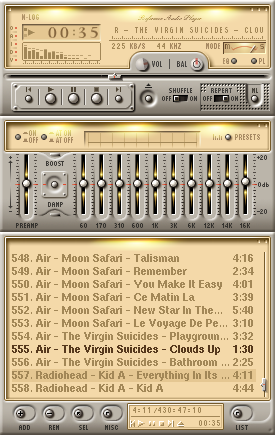 M-LOG
00:35
R - THE VIRGIN SUICIDES - CLOU
225 KB/S 44 KHZ MODE M S
VOL BAL EQ PL
SHUFFLE REPEAT ML
OFF ON OFF ON
ON ON PRESETS
OFF AT OFF
BOOST +20
0db
DAMP
-20
PREAMP 60 170 310 500 1K 3K 6K 12K 14K 16K
548. Air - Moon Safari - Talisman 4:16
549. Air - Moon Safari - Remember 2:34
550. Air - Moon Safari - You Make It Easy 4:01
551. Air - Moon Safari - Ce Matin La 3:39
552. Air - Moon Safari - New Star In The... 5:40
553. Air - Moon Safari - Le Voyage De Pe... 3:10
554. Air - The Virgin Suicides - Playgroun... 3:32
555. Air - The Virgin Suicides - Clouds Up 1:30
556. Air - The Virgin Suicides - Bathroom ... 2:25
557. Radiohead - Kid A - Everything In Its ... 4:11
558. Radiohead - Kid A - Kid A 4:44
4:11/430:47:10
00:35
ADD REM SEL MISC LIST